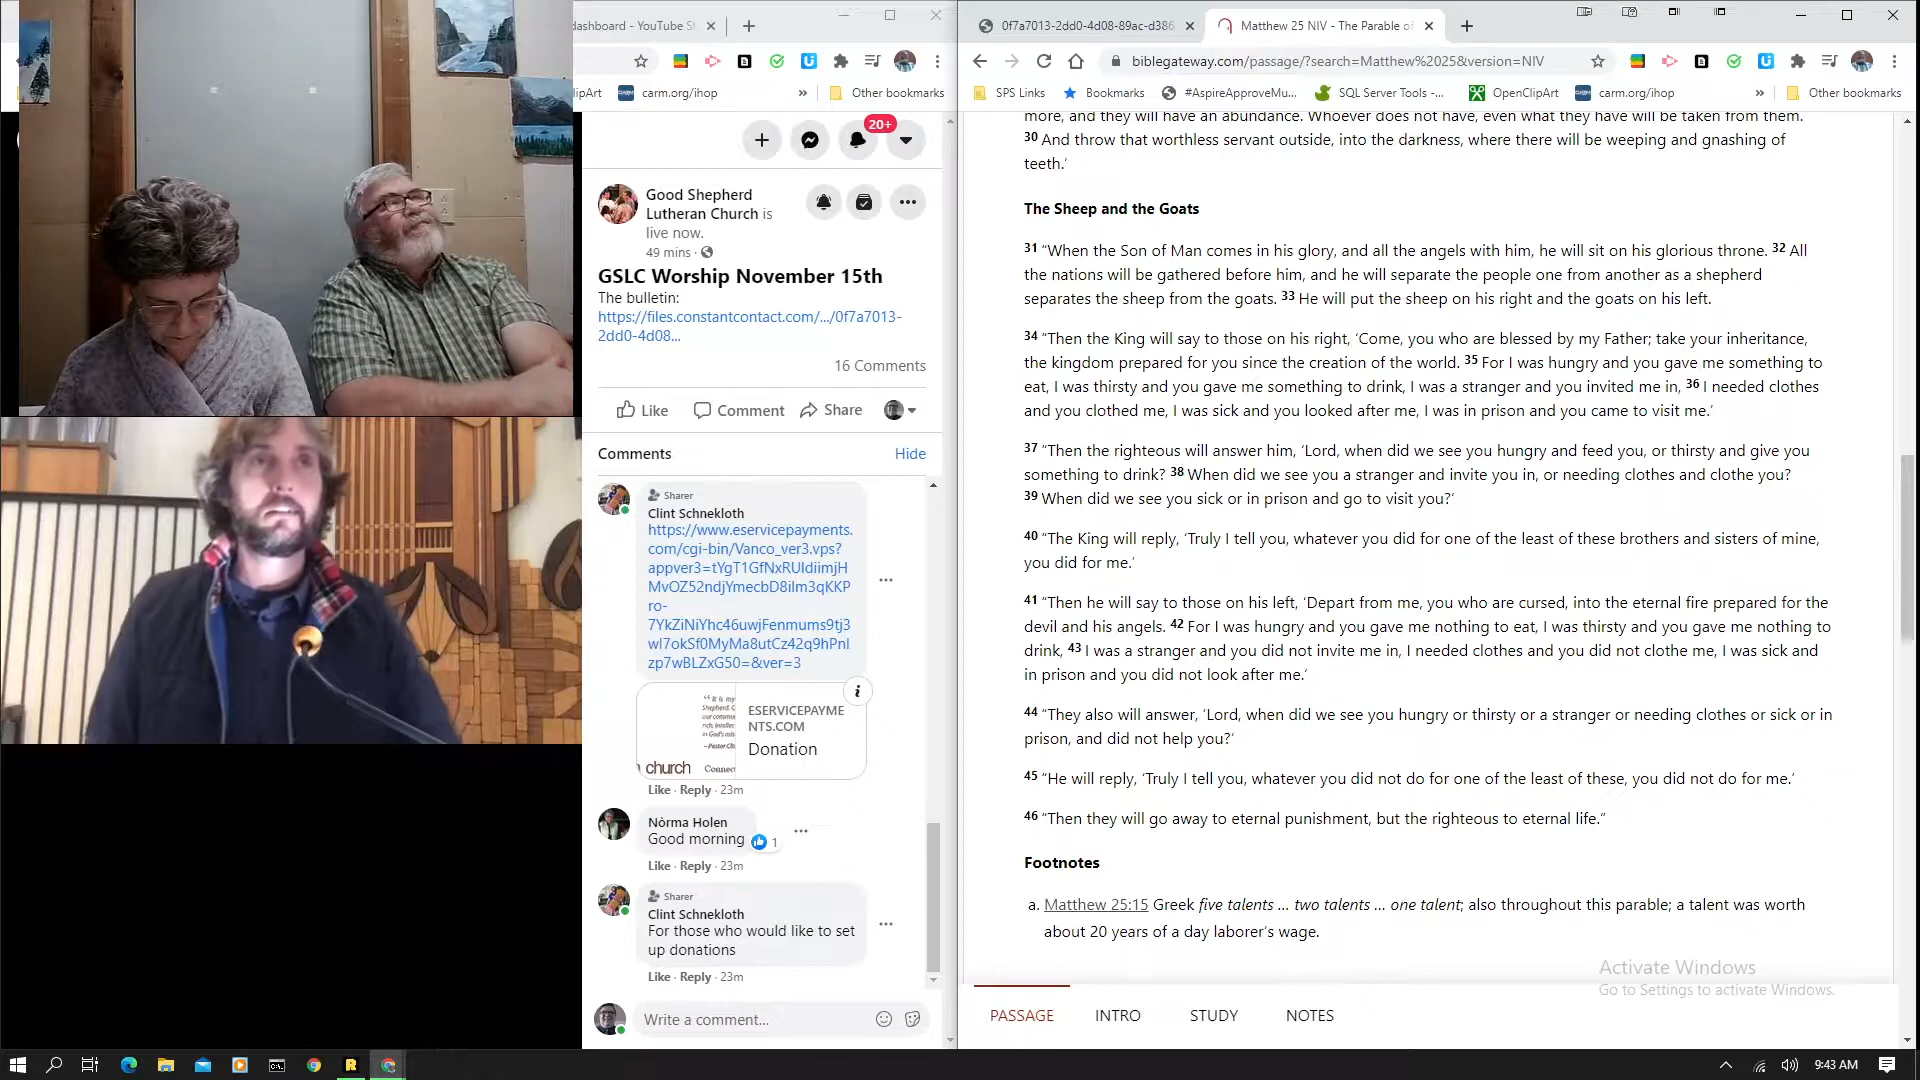 dashboard - YouTube St
0f7a7013-2dd0-4d08-89ac-d386
Matthew 25 NIV - The Parable of
biblegateway.com/passage/?search=Matthew%2025&version=NIV
ipArt
carm.org/ihop
»
Other bookmarks
SPS Links
Bookmarks
#AspireApproveMu...
SQL Server Tools -...
OpenClipArt
carm.org/ihop
»
Other bookmarks
20+
Good Shepherd
Lutheran Church is
live now.
49 mins ·
GSLC Worship November 15th
The bulletin:
https://files.constantcontact.com/.../0f7a7013-
2dd0-4d08...
16 Comments
Like
Comment
Share
Comments
Hide
Sharer
Clint Schnekloth
https://www.eservicepayments.
com/cgi-bin/Vanco_ver3.vps?
appver3=tYgT1GfNxRUIdiimjH
MvOZ52ndjYmecbD8iIm3qKKP
ro-
7YkZiNiYhc46uwjFenmums9tj3
wI7okSf0MyMa8utCz42q9hPnI
zp7wBLZxG50=&ver=3
ESERVICEPAYME
NTS.COM
Donation
church
Connec
Like · Reply · 23m
Nòrma Holen
Good morning
1
Like · Reply · 23m
Sharer
Clint Schnekloth
For those who would like to set
up donations
Like · Reply · 23m
Write a comment...
more, and they will have an abundance. Whoever does not have, even what they have will be taken from them.
30 And throw that worthless servant outside, into the darkness, where there will be weeping and gnashing of
teeth.’
The Sheep and the Goats
31 “When the Son of Man comes in his glory, and all the angels with him, he will sit on his glorious throne. 32 All
the nations will be gathered before him, and he will separate the people one from another as a shepherd
separates the sheep from the goats. 33 He will put the sheep on his right and the goats on his left.
34 “Then the King will say to those on his right, ‘Come, you who are blessed by my Father; take your inheritance,
the kingdom prepared for you since the creation of the world. 35 For I was hungry and you gave me something to
eat, I was thirsty and you gave me something to drink, I was a stranger and you invited me in, 36 I needed clothes
and you clothed me, I was sick and you looked after me, I was in prison and you came to visit me.’
37 “Then the righteous will answer him, ‘Lord, when did we see you hungry and feed you, or thirsty and give you
something to drink? 38 When did we see you a stranger and invite you in, or needing clothes and clothe you?
39 When did we see you sick or in prison and go to visit you?’
40 “The King will reply, ‘Truly I tell you, whatever you did for one of the least of these brothers and sisters of mine,
you did for me.’
41 “Then he will say to those on his left, ‘Depart from me, you who are cursed, into the eternal fire prepared for the
devil and his angels. 42 For I was hungry and you gave me nothing to eat, I was thirsty and you gave me nothing to
drink, 43 I was a stranger and you did not invite me in, I needed clothes and you did not clothe me, I was sick and
in prison and you did not look after me.’
44 “They also will answer, ‘Lord, when did we see you hungry or thirsty or a stranger or needing clothes or sick or in
prison, and did not help you?’
45 “He will reply, ‘Truly I tell you, whatever you did not do for one of the least of these, you did not do for me.’
46 “Then they will go away to eternal punishment, but the righteous to eternal life.”
Footnotes
a. Matthew 25:15 Greek five talents ... two talents ... one talent; also throughout this parable; a talent was worth
about 20 years of a day laborer’s wage.
Activate Windows
Go to Settings to activate Windows.
PASSAGE
INTRO
STUDY
NOTES
9:43 AM